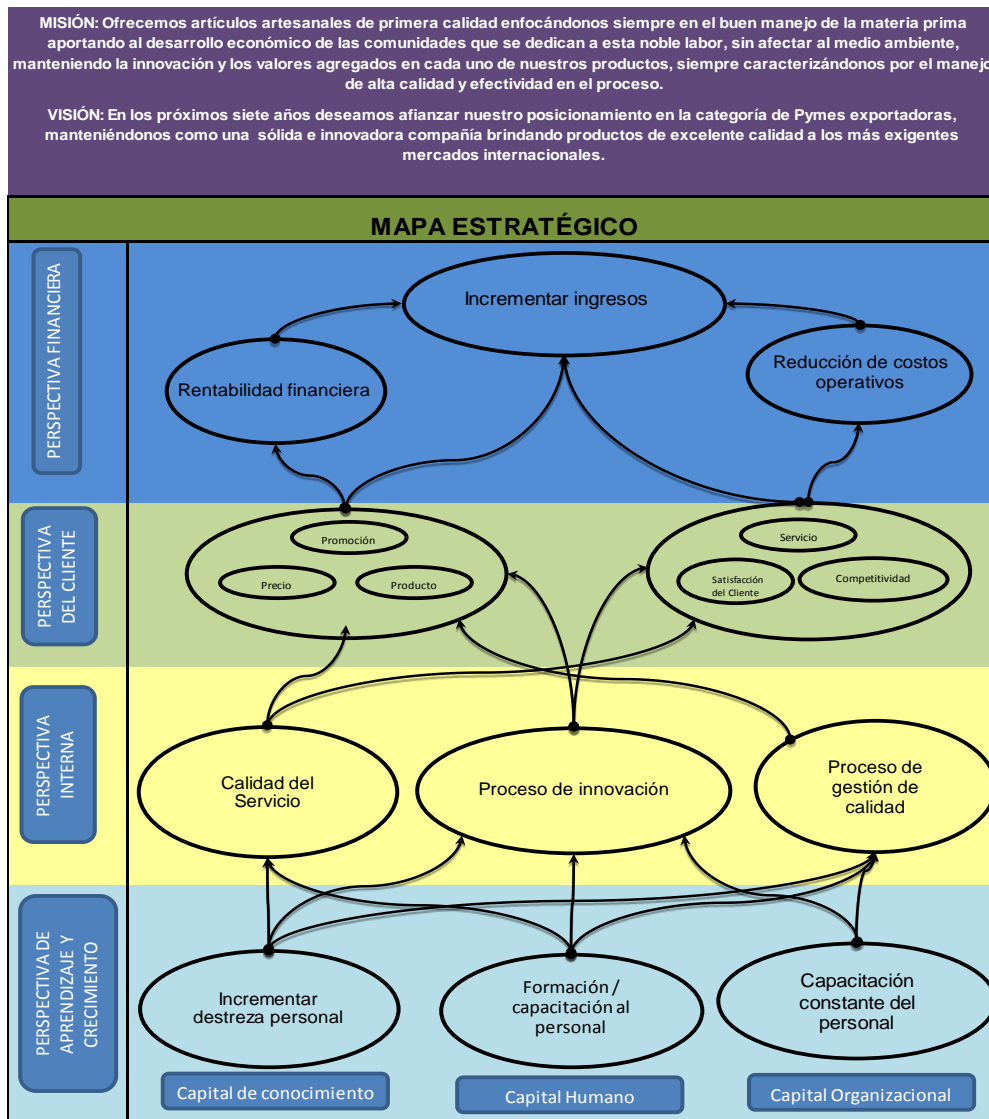 MISIÓN: Ofrecemos artículos artesanales de primera calidad enfocándonos siempre en el buen manejo de la materia prima
aportando al desarrollo económico de las comunidades que se dedican a esta noble labor, sin afectar al medio ambiente,
manteniendo la innovación y los valores agregados en cada uno de nuestros productos, siempre caracterizándonos por el manejo
de alta calidad y efectividad en el proceso.
VISIÓN: En los próximos siete años deseamos afianzar nuestro posicionamiento en la categoría de Pymes exportadoras,
manteniéndonos como una sólida e innovadora compañía brindando productos de excelente calidad a los más exigentes
mercados internacionales.
MAPA ESTRATÉGICO
PERSPECTIVA FINANCIERA
Incrementar ingresos
Rentabilidad financiera
Reducción de costos
operativos
PERSPECTIVA
DEL CLIENTE
Promoción
Precio
Producto
Servicio
Satisfacción
del Cliente
Competitividad
PERSPECTIVA
INTERNA
Calidad del
Servicio
Proceso de innovación
Proceso de
gestión de
calidad
PERSPECTIVA DE
APRENDIZAJE Y
CRECIMIENTO
Incrementar
destreza personal
Formación /
capacitación al
personal
Capacitación
constante del
personal
Capital de conocimiento
Capital Humano
Capital Organizacional